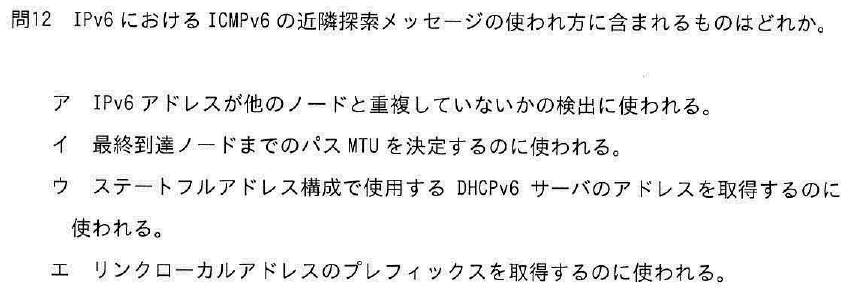 問12 IPv6 における ICMPv6 の近隣探索メッセージの使われ方に含まれるものはどれか。
ア IPv6 アドレスが他のノードと重複していないかの検出に使われる。
イ 最終到達ノードまでのパス MTU を決定するのに使われる。
ウ ステートフルアドレス構成で使用する DHCPv6 サーバのアドレスを取得するのに
使われる。
エ リンクローカルアドレスのプレフィックスを取得するのに使われる。